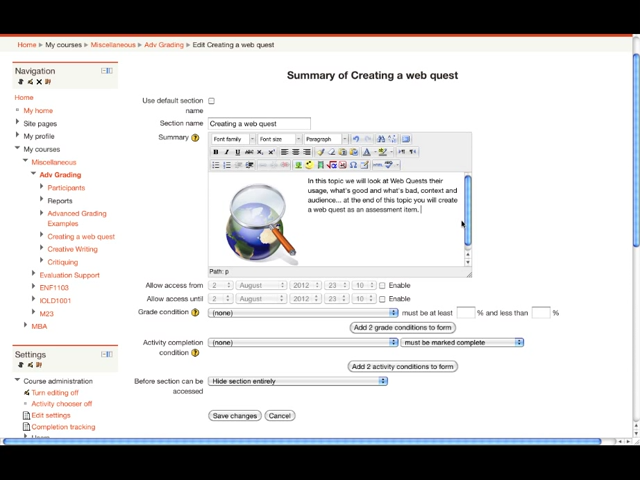 Home ▶ My courses ▶ Miscellaneous ▶ Adv Grading ▶ Edit Creating a web quest
Navigation
Home
My home
Site pages
My profile
My courses
Miscellaneous
Adv Grading
Participants
Reports
Advanced Grading
Examples
Creating a web quest
Creative Writing
Critiquing
Evaluation Support
ENF1103
IOLD1001
M23
MBA
Settings
Course administration
Turn editing off
Activity chooser off
Edit settings
Completion tracking
Summary of Creating a web quest
Use default section
name
Section name Creating a web quest
Summary
Font family Font size Paragraph
In this topic we will look at Web Quests their
usage, what's good and what's bad, context and
audience... at the end of this topic you will create
a web quest as an assessment item.
Path: p
Allow access from 2 August 2012 23 10 Enable
Allow access until 2 August 2012 23 10 Enable
Grade condition (none) must be at least % and less than %
Add 2 grade conditions to form
Activity completion
condition (none) must be marked complete
Add 2 activity conditions to form
Before section can be
accessed Hide section entirely
Save changes Cancel